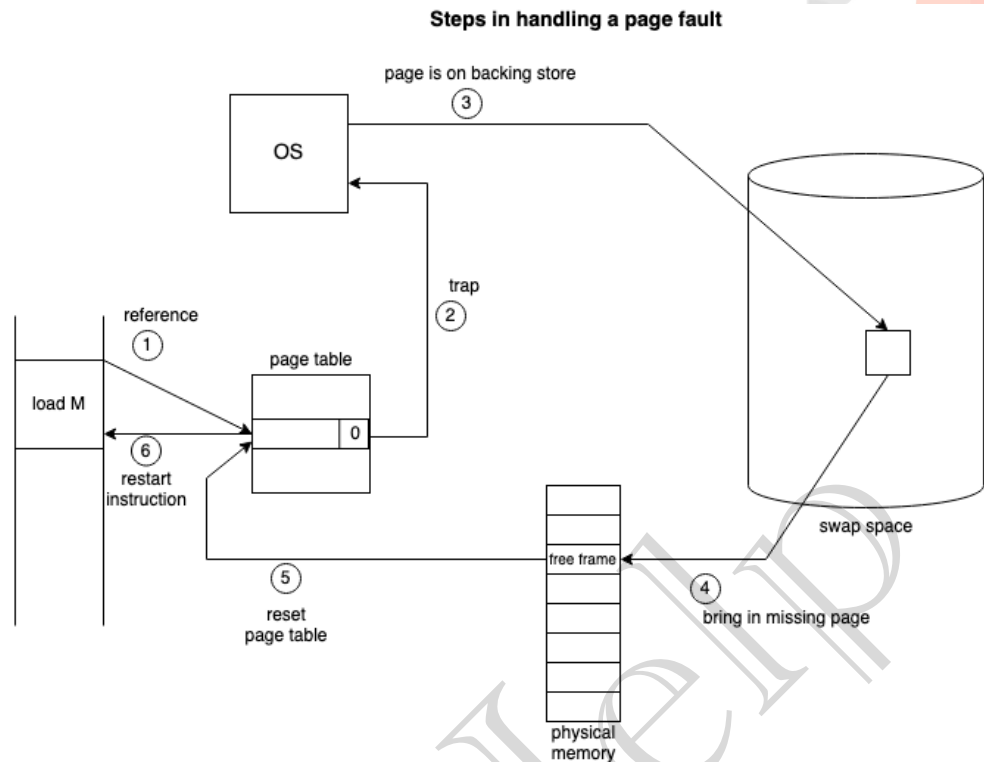 Steps in handling a page fault
page is on backing store
3
OS
trap
2
reference
1
page table
load M
0
6
restart
instruction
swap space
free frame
5
reset
page table
4
bring in missing page
physical
memory